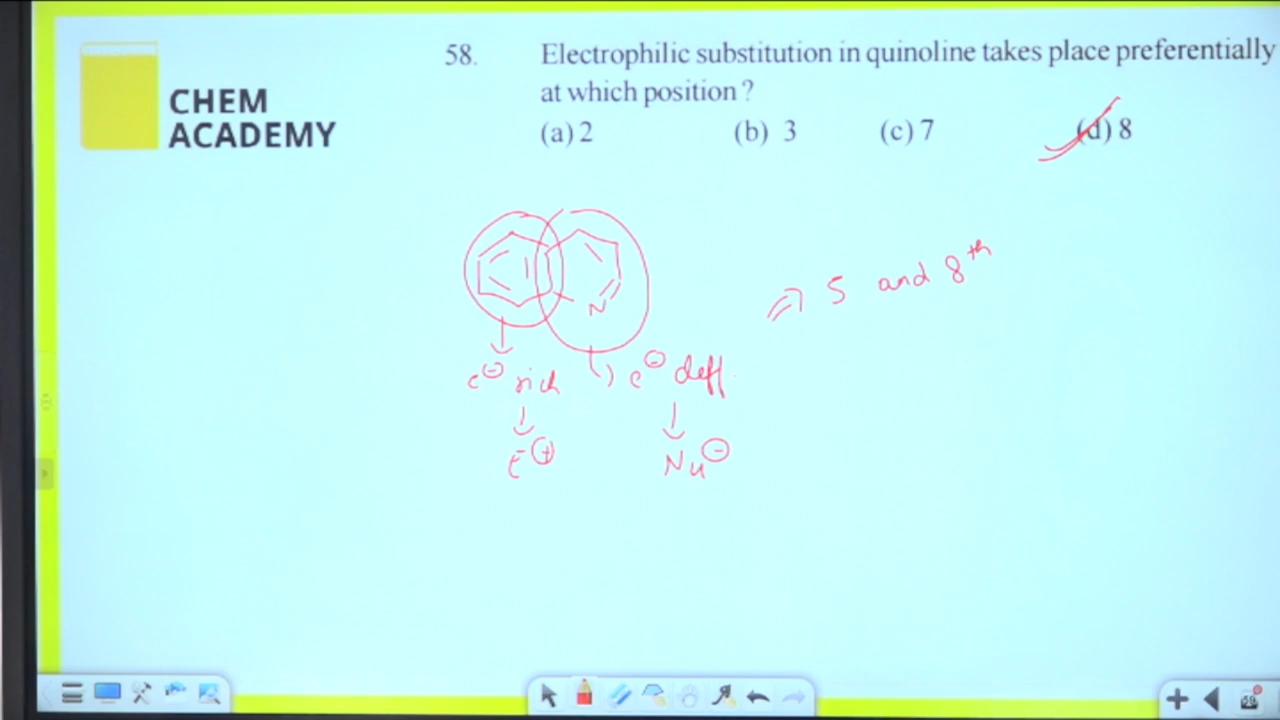 CHEM
ACADEMY
58. Electrophilic substitution in quinoline takes place preferentially
at which position ?
(a) 2 (b) 3 (c) 7 (d) 8
N
⇒ 5 and 8th
e⊖ rich
e⊖ deff.
E⊕
Nu⊖